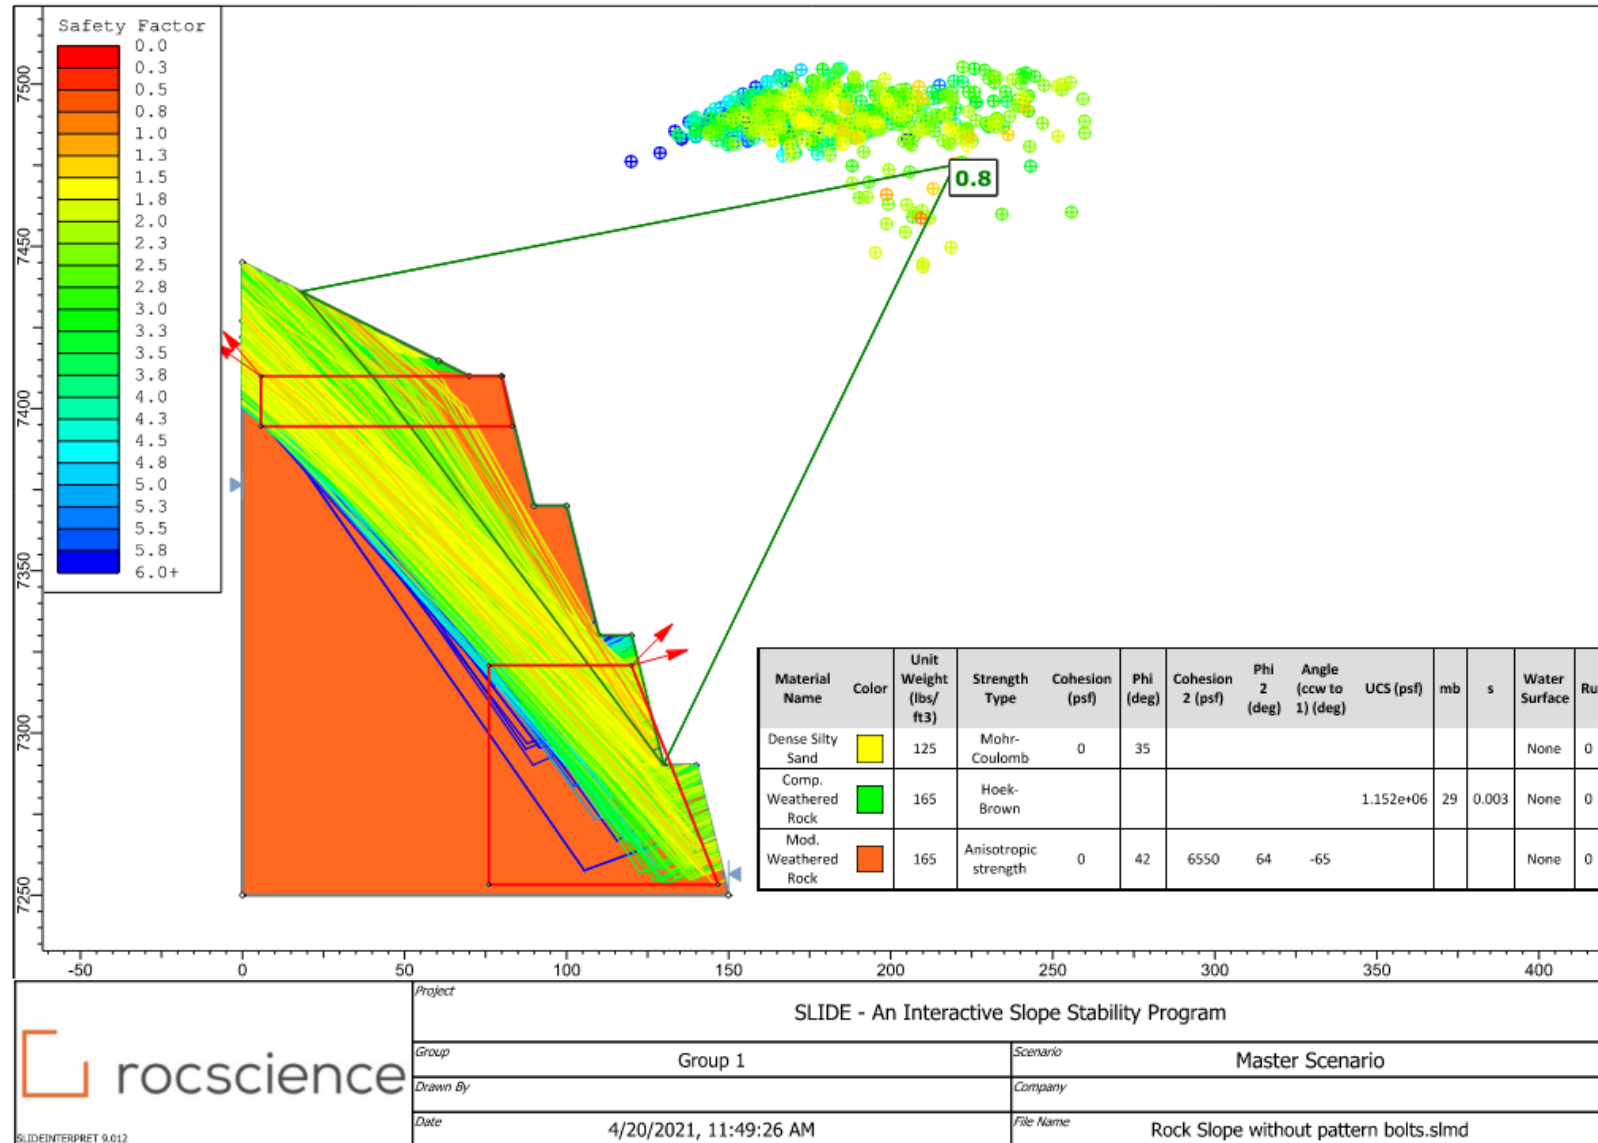 Safety Factor
0.0
0.3
0.5
0.8
1.0
1.3
1.5
1.8
2.0
2.3
2.5
2.8
3.0
3.3
3.5
3.8
4.0
4.3
4.5
4.8
5.0
5.3
5.5
5.8
6.0+
7500
7450
7400
7350
7300
7250
0.8
Material Name Color Unit Weight (lbs/ft3) Strength Type Cohesion (psf) Phi (deg) Cohesion 2 (psf) Phi 2 (deg) Angle (ccw to 1) (deg) UCS (psf) mb s Water Surface Ru
Dense Silty Sand 125 Mohr-Coulomb 0 35 None 0
Comp. Weathered Rock 165 Hoek-Brown 1.152e+06 29 0.003 None 0
Mod. Weathered Rock 165 Anisotropic strength 0 42 6550 64 -65 None 0
-50 0 50 100 150 200 250 300 350 400
rocscience
SLIDEINTERPRET 9.012
Project
SLIDE - An Interactive Slope Stability Program
Group
Group 1
Scenario
Master Scenario
Drawn By
Company
Date
4/20/2021, 11:49:26 AM
File Name
Rock Slope without pattern bolts.slmd